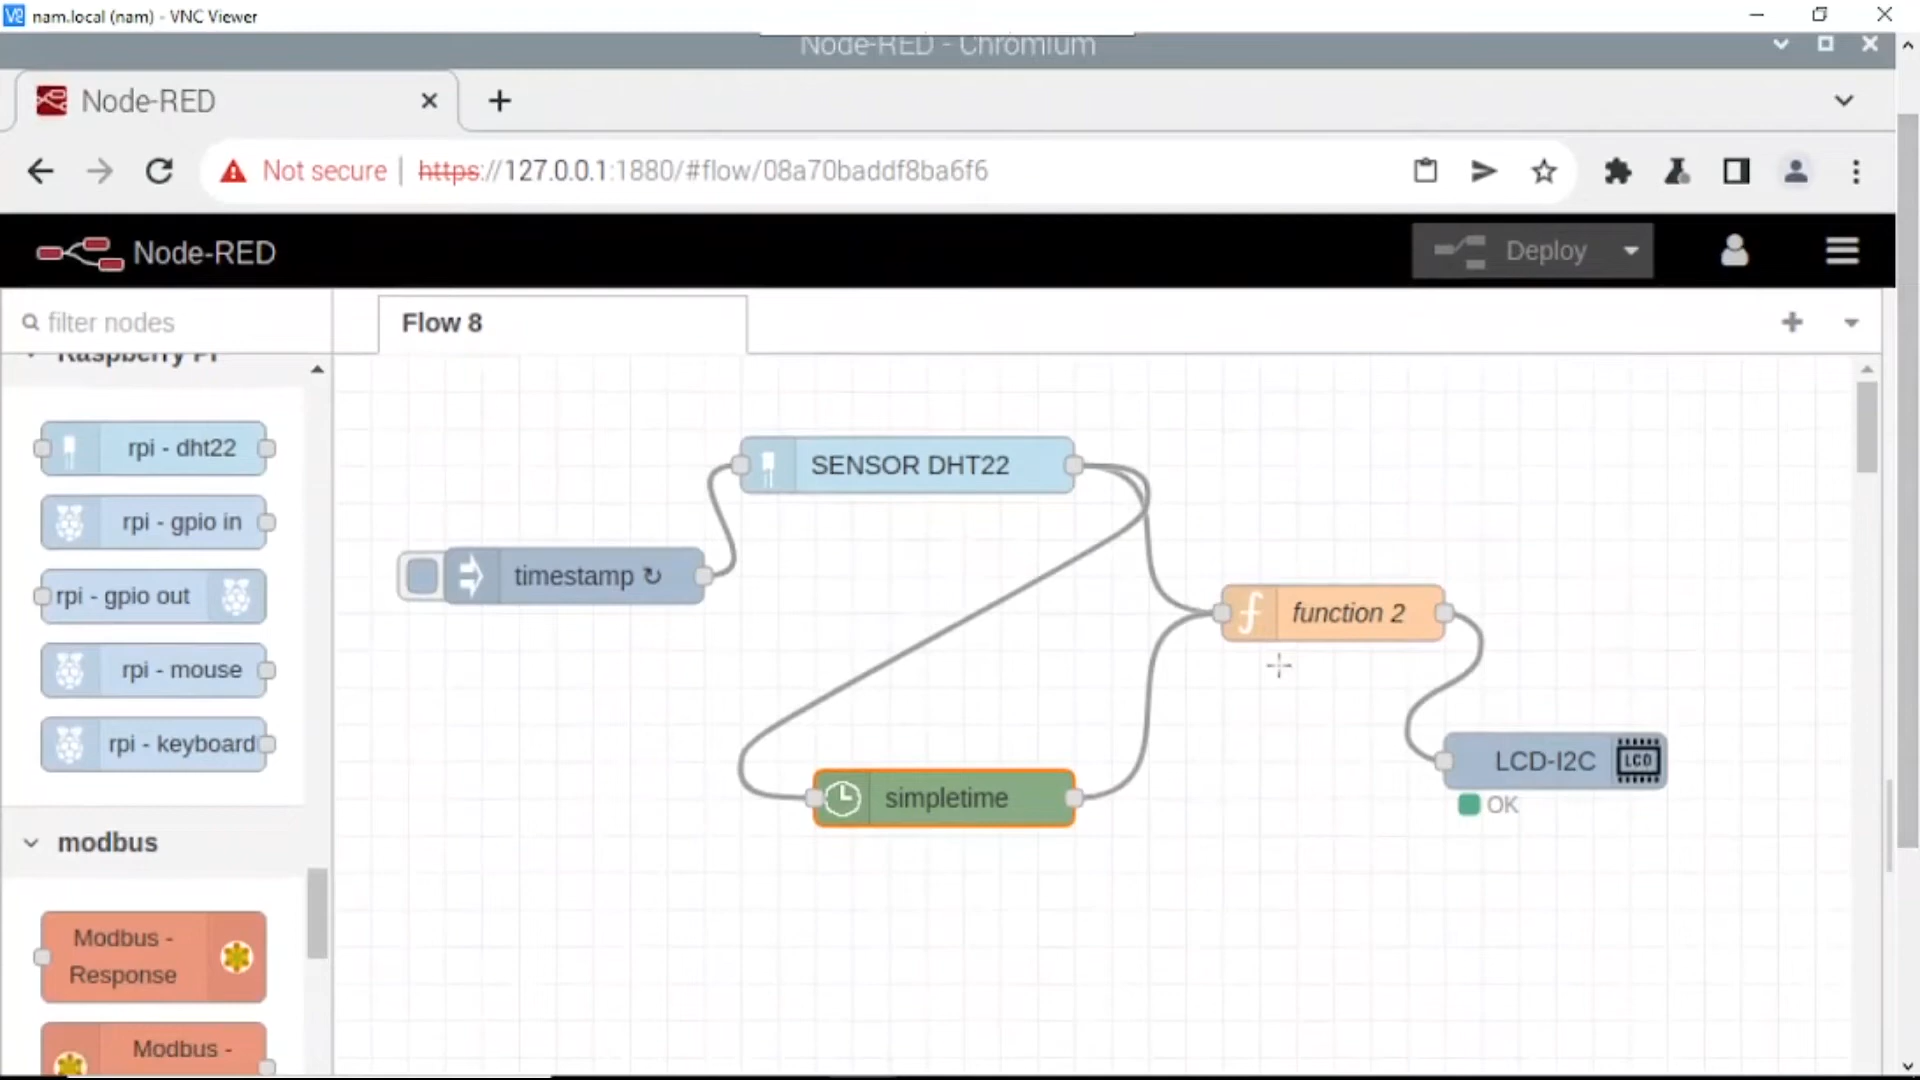 nam.local (nam) - VNC Viewer
Node-RED - Chromium
Node-RED
Not secure | https://127.0.0.1:1880/#flow/08a70baddf8ba6f6
Node-RED
Deploy
filter nodes
Flow 8
Raspberry Pi
rpi - dht22
rpi - gpio in
rpi - gpio out
rpi - mouse
rpi - keyboard
modbus
Modbus -
Response
Modbus -
SENSOR DHT22
timestamp ↻
function 2
simpletime
LCD-I2C
LCD
OK